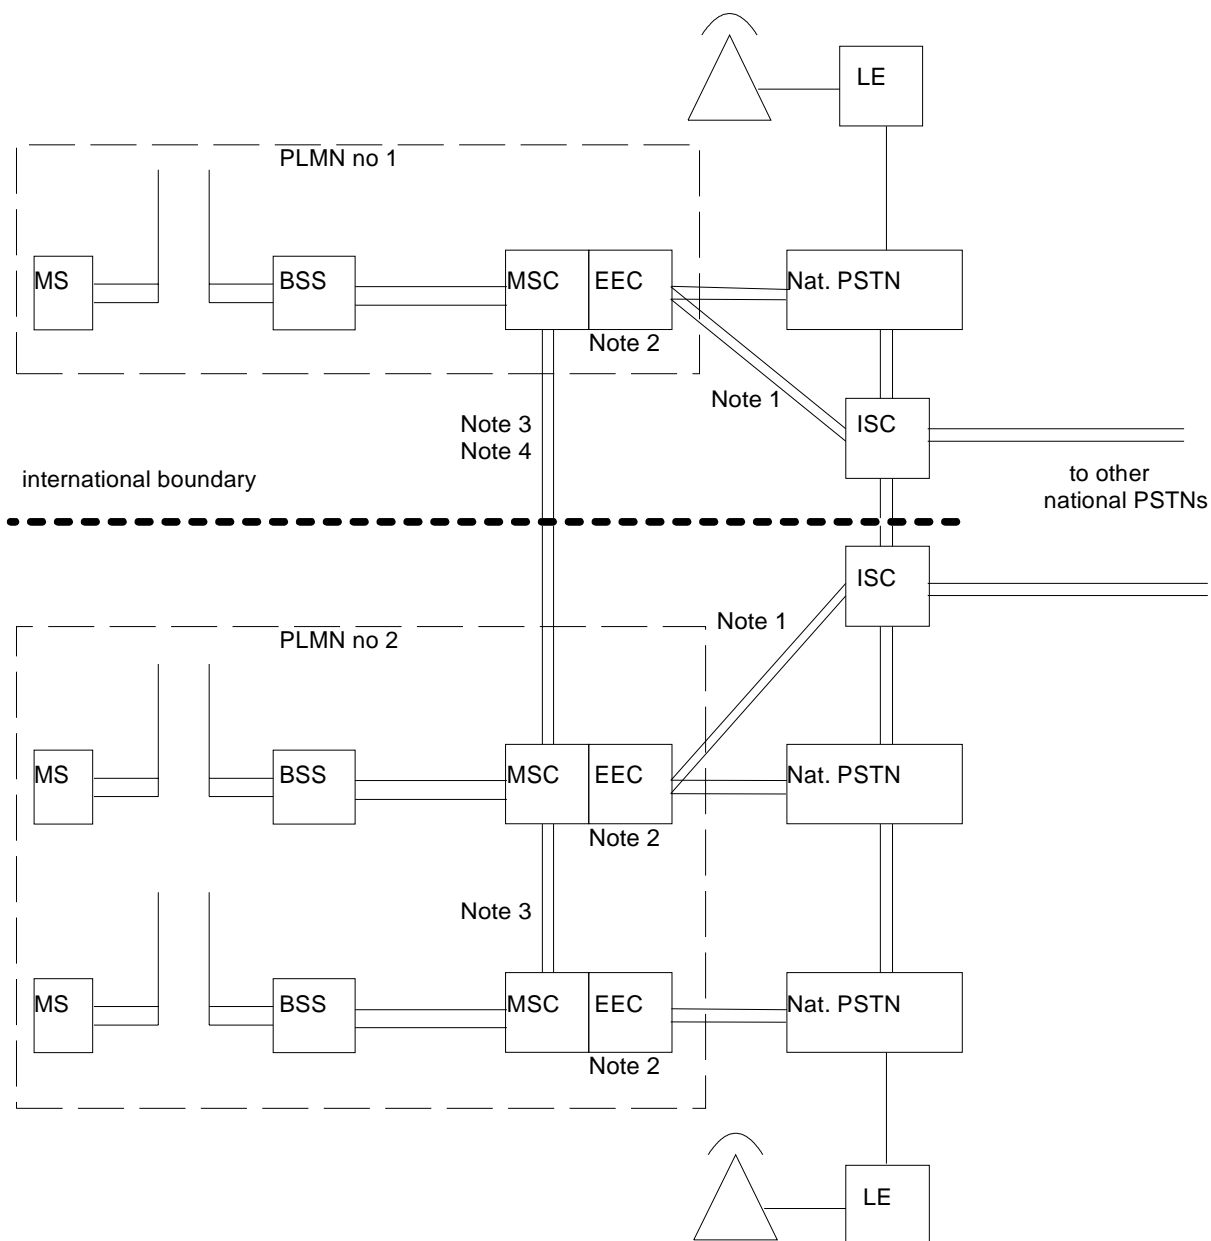 LE
PLMN no 1
MS
BSS
MSC
EEC
Nat. PSTN
Note 2
Note 1
Note 3
Note 4
ISC
international boundary
to other
national PSTNs
ISC
Note 1
PLMN no 2
MS
BSS
MSC
EEC
Nat. PSTN
Note 2
Note 3
MS
BSS
MSC
EEC
Nat. PSTN
Note 2
LE